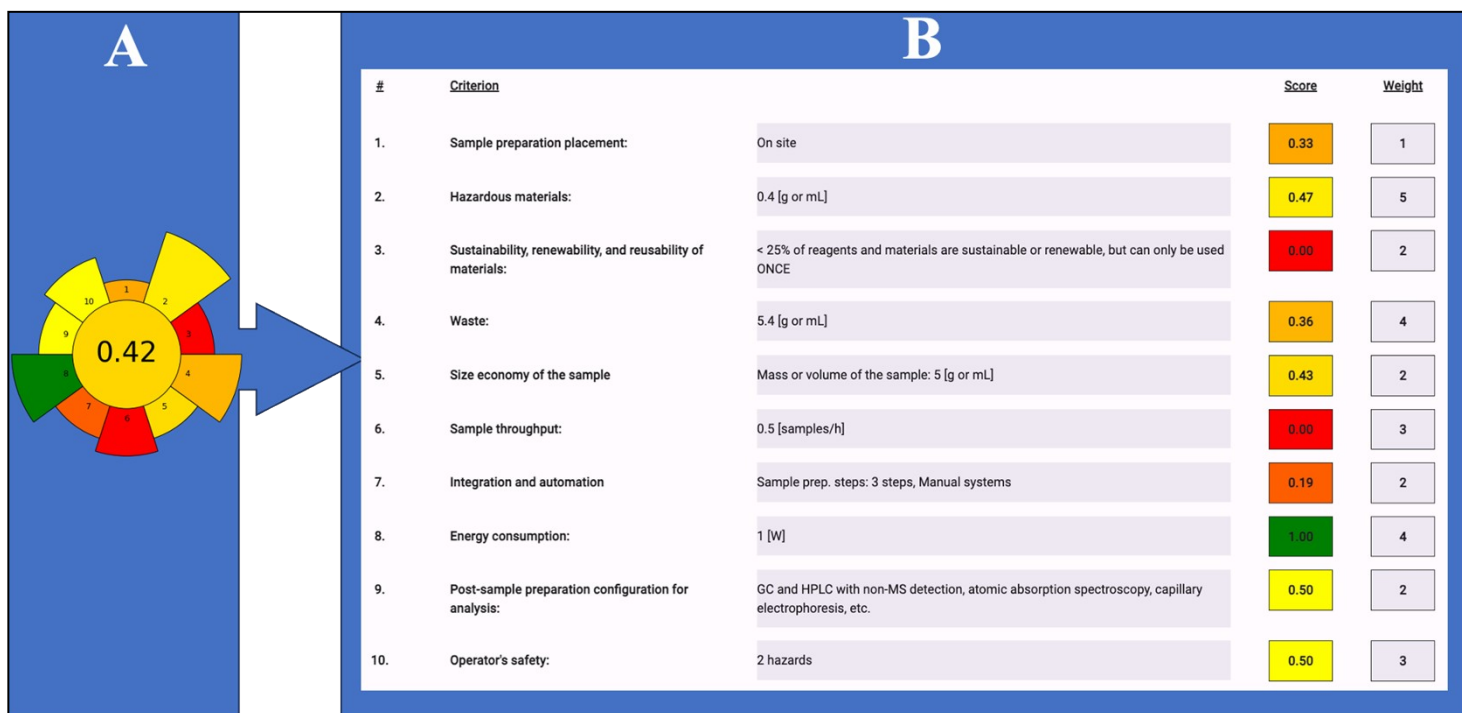 A
1
2
3
4
5
6
7
8
9
10
0.42
B
# Criterion Score Weight
1. Sample preparation placement: On site 0.33 1
2. Hazardous materials: 0.4 [g or mL] 0.47 5
3. Sustainability, renewability, and reusability of
materials:
< 25% of reagents and materials are sustainable or renewable, but can only be used
ONCE
0.00 2
4. Waste: 5.4 [g or mL] 0.36 4
5. Size economy of the sample Mass or volume of the sample: 5 [g or mL] 0.43 2
6. Sample throughput: 0.5 [samples/h] 0.00 3
7. Integration and automation Sample prep. steps: 3 steps, Manual systems 0.19 2
8. Energy consumption: 1 [W] 1.00 4
9. Post-sample preparation configuration for
analysis:
GC and HPLC with non-MS detection, atomic absorption spectroscopy, capillary
electrophoresis, etc.
0.50 2
10. Operator's safety: 2 hazards 0.50 3